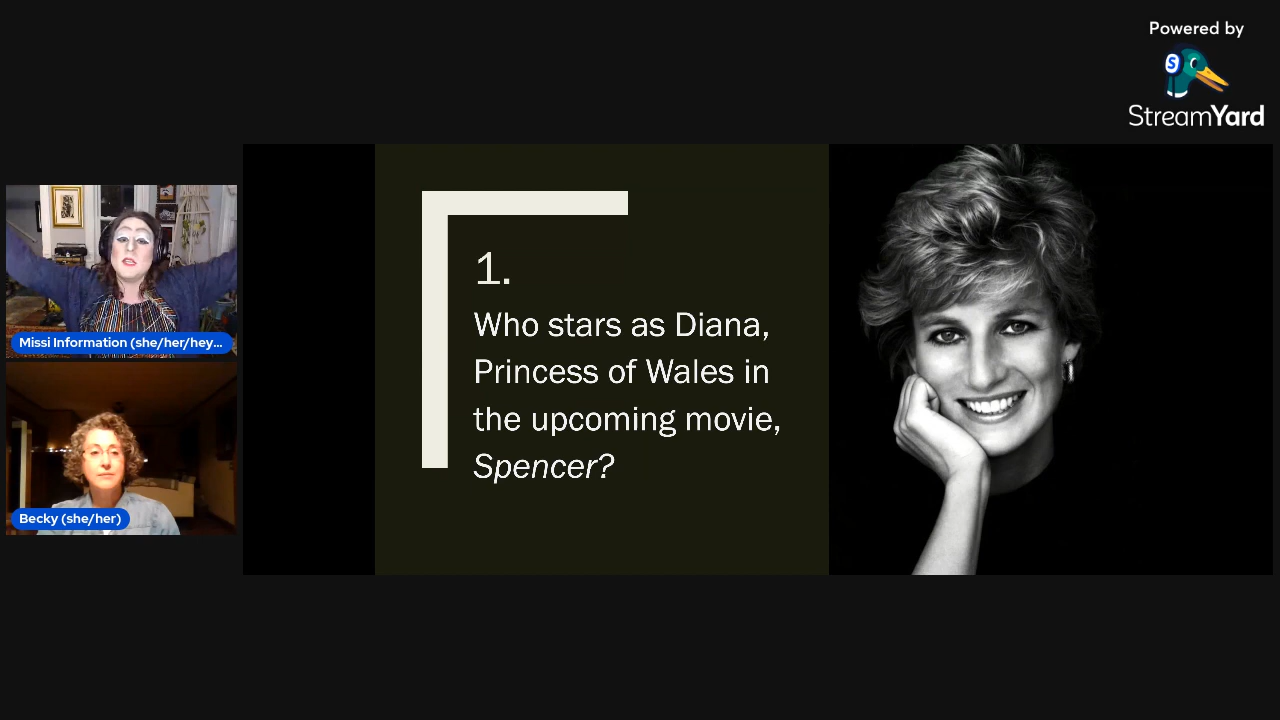 Powered by
S
StreamYard
1.
Who stars as Diana,
Princess of Wales in
the upcoming movie,
Spencer?
Missi Information (she/her/hey...
Becky (she/her)